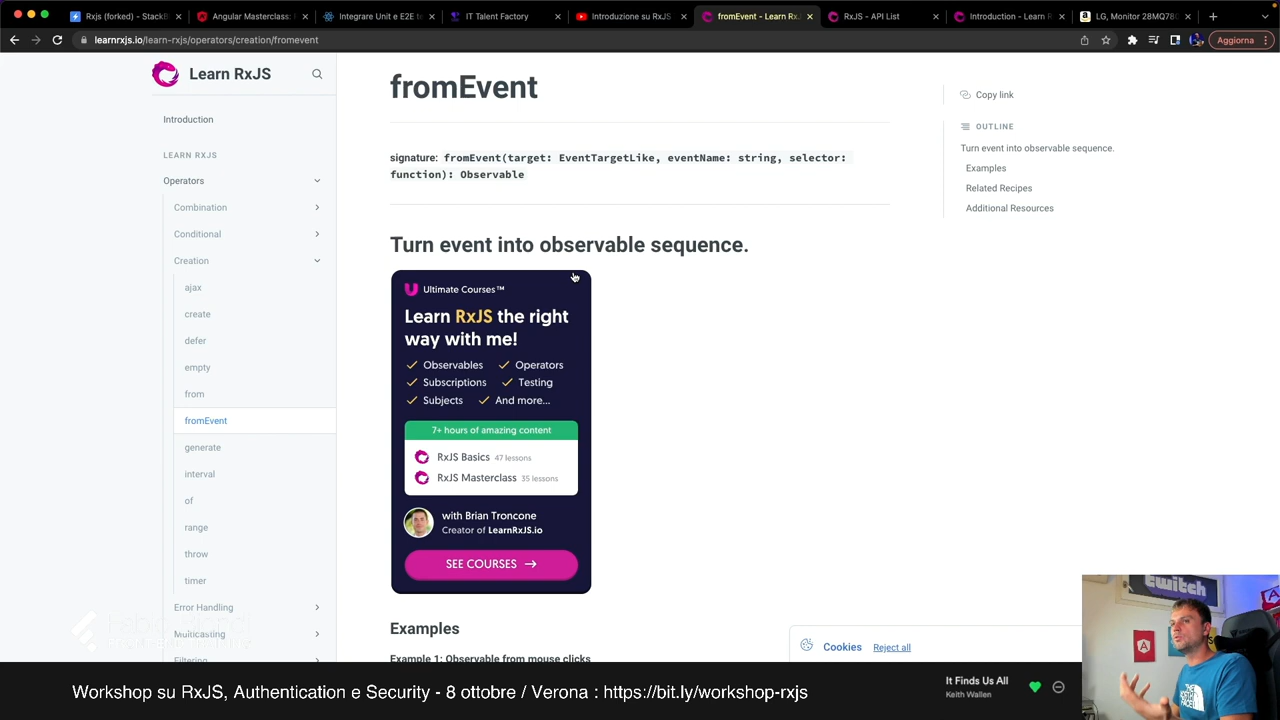 Rxjs (forked) - StackB
Angular Masterclass:
Integrare Unit e E2E te
IT Talent Factory
Introduzione su RxJS
fromEvent - Learn RxJ
RxJS - API List
Introduction - Learn R
LG, Monitor 28MQ780
learnrxjs.io/learn-rxjs/operators/creation/fromevent
Aggiorna
Learn RxJS
Introduction
LEARN RXJS
Operators
Combination
Conditional
Creation
ajax
create
defer
empty
from
fromEvent
generate
interval
of
range
throw
timer
Error Handling
Multicasting
Filtering
fromEvent
signature: fromEvent(target: EventTargetLike, eventName: string, selector:
function): Observable
Turn event into observable sequence.
Ultimate Courses™
Learn RxJS the right
way with me!
Observables
Operators
Subscriptions
Testing
Subjects
And more...
7+ hours of amazing content
RxJS Basics 47 lessons
RxJS Masterclass 35 lessons
with Brian Troncone
Creator of LearnRxJS.io
SEE COURSES
Examples
Example 1: Observable from mouse clicks
Copy link
OUTLINE
Turn event into observable sequence.
Examples
Related Recipes
Additional Resources
Cookies
Reject all
twitch
Workshop su RxJS, Authentication e Security - 8 ottobre / Verona : https://bit.ly/workshop-rxjs
It Finds Us All
Keith Wallen